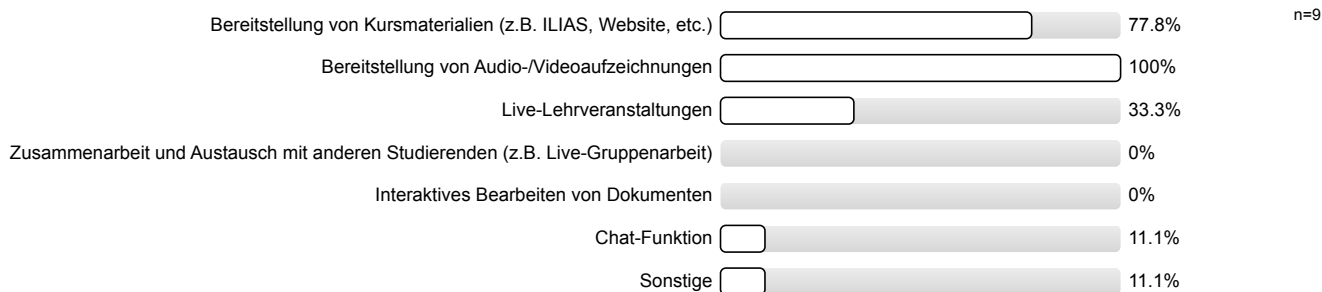 Bereitstellung von Kursmaterialien (z.B. ILIAS, Website, etc.) 77.8% n=9
Bereitstellung von Audio-/Videoaufzeichnungen 100%
Live-Lehrveranstaltungen 33.3%
Zusammenarbeit und Austausch mit anderen Studierenden (z.B. Live-Gruppenarbeit) 0%
Interaktives Bearbeiten von Dokumenten 0%
Chat-Funktion 11.1%
Sonstige 11.1%